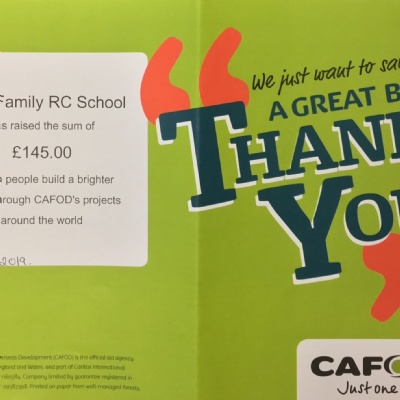 Family RC School
s raised the sum of
£145.00
people build a brighter
rough CAFOD's projects
around the world
2019.
We just want to sa
A GREAT B
THAN
YO
CAFO
Just one